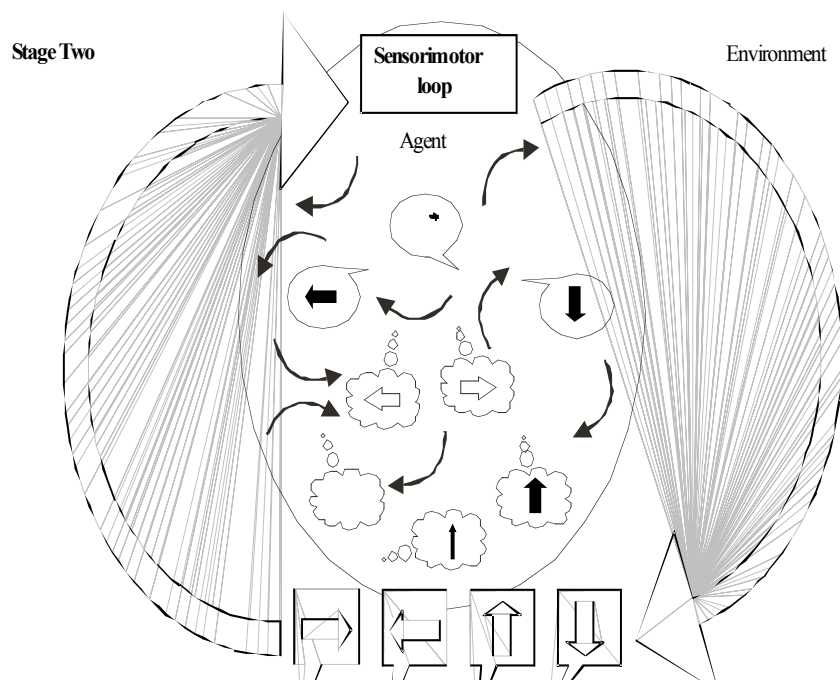 Stage Two
Sensorimotor
loop
Environment
Agent